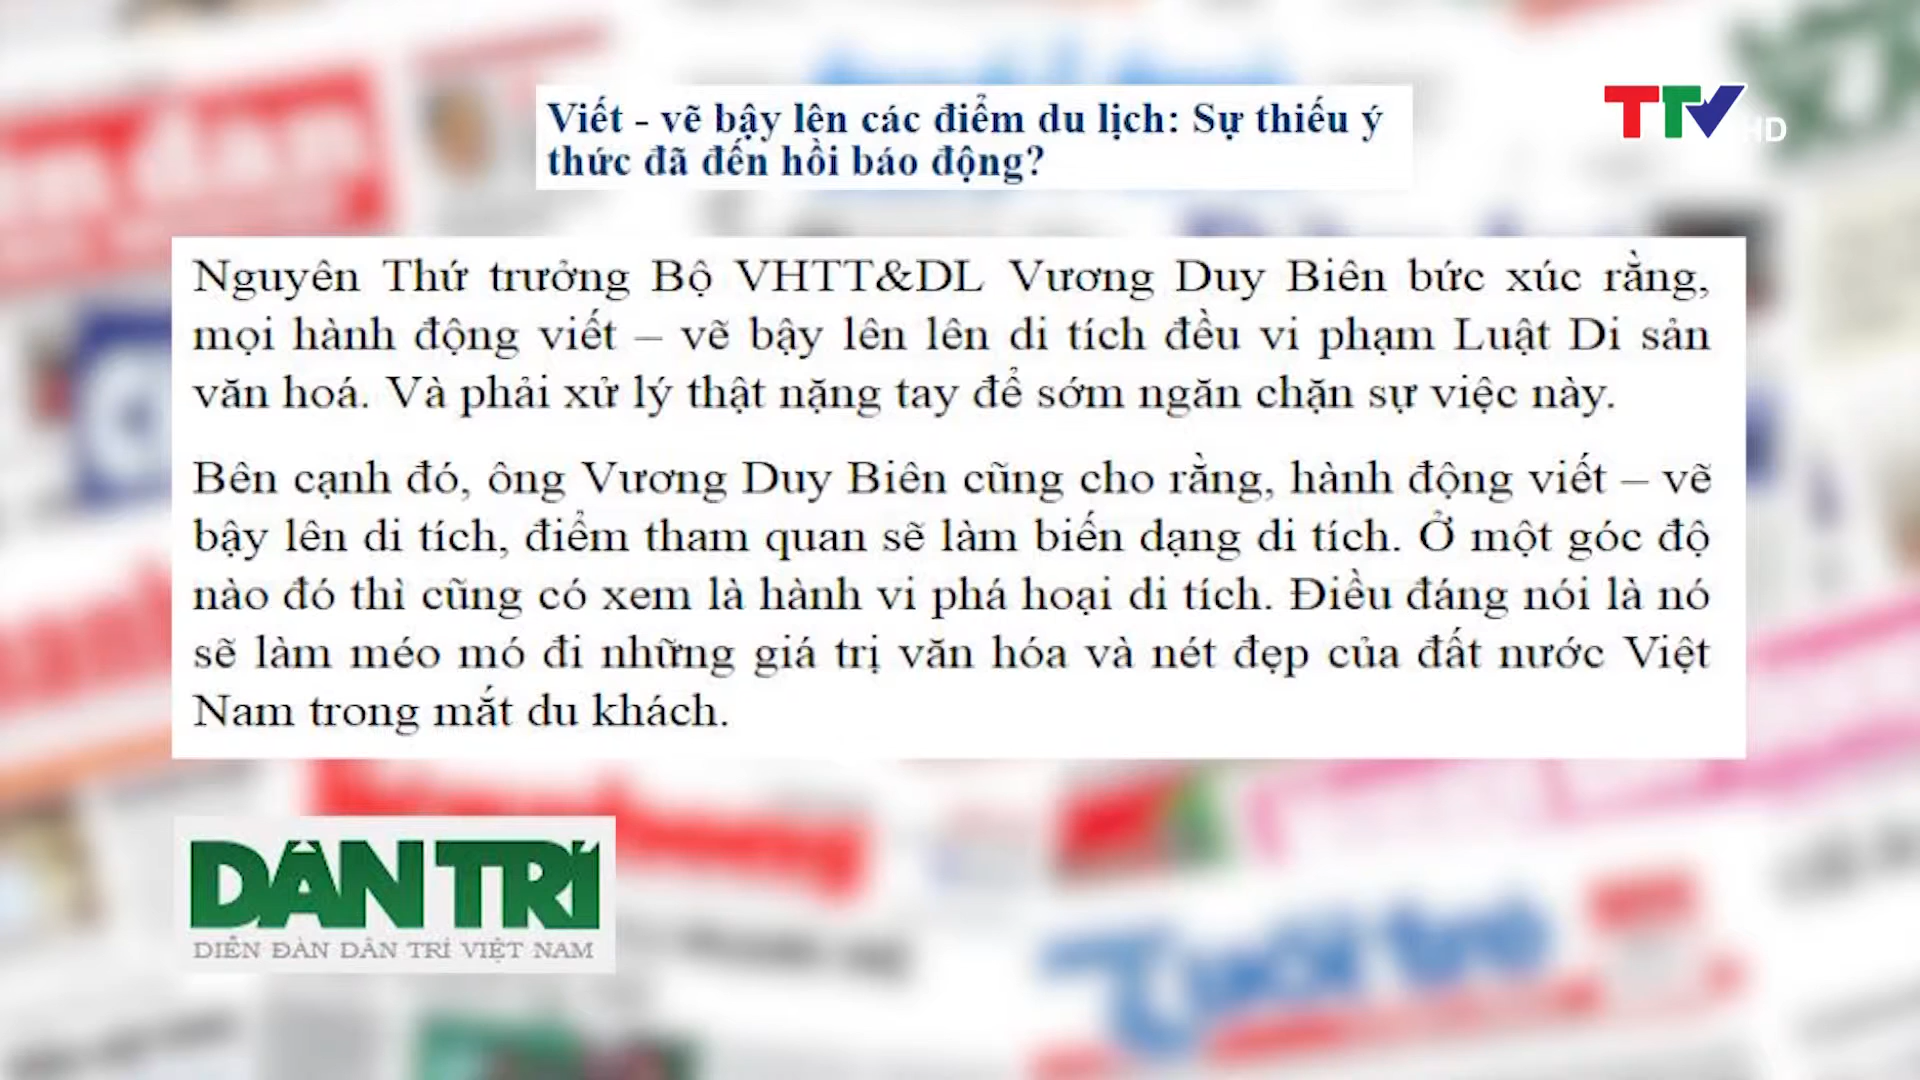 Viết - vẽ bậy lên các điểm du lịch: Sự thiếu ý
thức đã đến hồi báo động?
TTV HD
Nguyên Thứ trưởng Bộ VHTT&DL Vương Duy Biên bức xúc rằng,
mọi hành động viết – vẽ bậy lên lên di tích đều vi phạm Luật Di sản
văn hoá. Và phải xử lý thật nặng tay để sớm ngăn chặn sự việc này.
Bên cạnh đó, ông Vương Duy Biên cũng cho rằng, hành động viết – vẽ
bậy lên di tích, điểm tham quan sẽ làm biến dạng di tích. Ở một góc độ
nào đó thì cũng có xem là hành vi phá hoại di tích. Điều đáng nói là nó
sẽ làm méo mó đi những giá trị văn hóa và nét đẹp của đất nước Việt
Nam trong mắt du khách.
DÂN TRÍ
DIỄN ĐÀN DÂN TRÍ VIỆT NAM